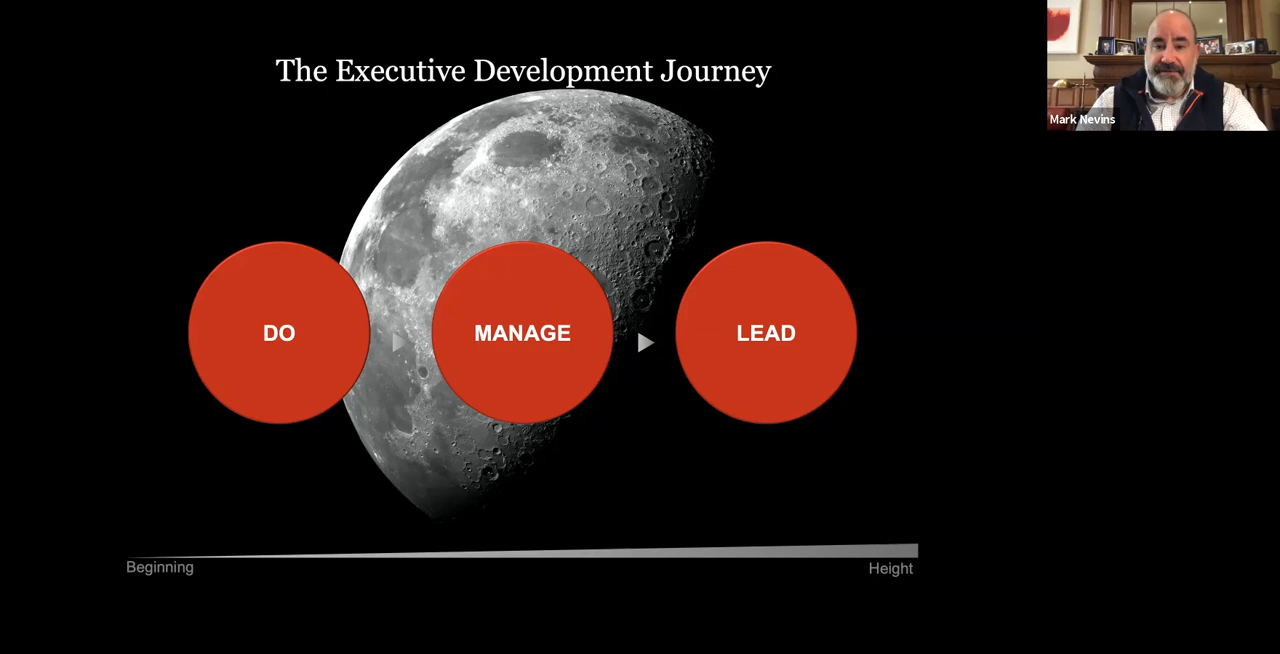 The Executive Development Journey
Mark Nevins
DO
MANAGE
LEAD
Beginning
Height